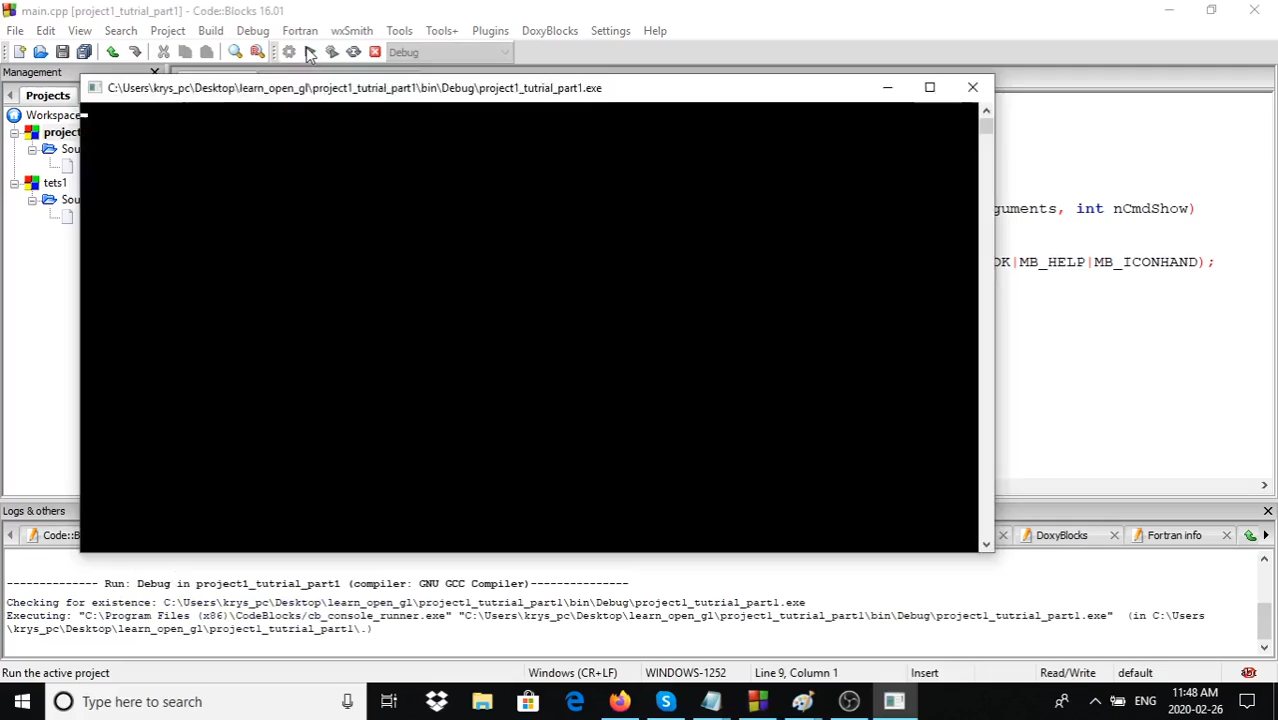 main.cpp [project1_tutrial_part1] - Code::Blocks 16.01
File Edit View Search Project Build Debug Fortran wxSmith Tools Tools+ Plugins DoxyBlocks Settings Help
Debug
Management
C:\Users\krys_pc\Desktop\learn_open_gl\project1_tutrial_part1\bin\Debug\project1_tutrial_part1.exe
Projects
Workspace
project
Sou
tets1
Sou
guments, int nCmdShow)
OK|MB_HELP|MB_ICONHAND);
Logs & others
Code::B
DoxyBlocks
Fortran info
-------------- Run: Debug in project1_tutrial_part1 (compiler: GNU GCC Compiler)---------------
Checking for existence: C:\Users\krys_pc\Desktop\learn_open_gl\project1_tutrial_part1\bin\Debug\project1_tutrial_part1.exe
Executing: "C:\Program Files (x86)\CodeBlocks/cb_console_runner.exe" "C:\Users\krys_pc\Desktop\learn_open_gl\project1_tutrial_part1\bin\Debug\project1_tutrial_part1.exe"  (in C:\Users
\krys_pc\Desktop\learn_open_gl\project1_tutrial_part1\.)
Run the active project
Windows (CR+LF)
WINDOWS-1252
Line 9, Column 1
Insert
Read/Write
default
Type here to search
ENG
11:48 AM
2020-02-26